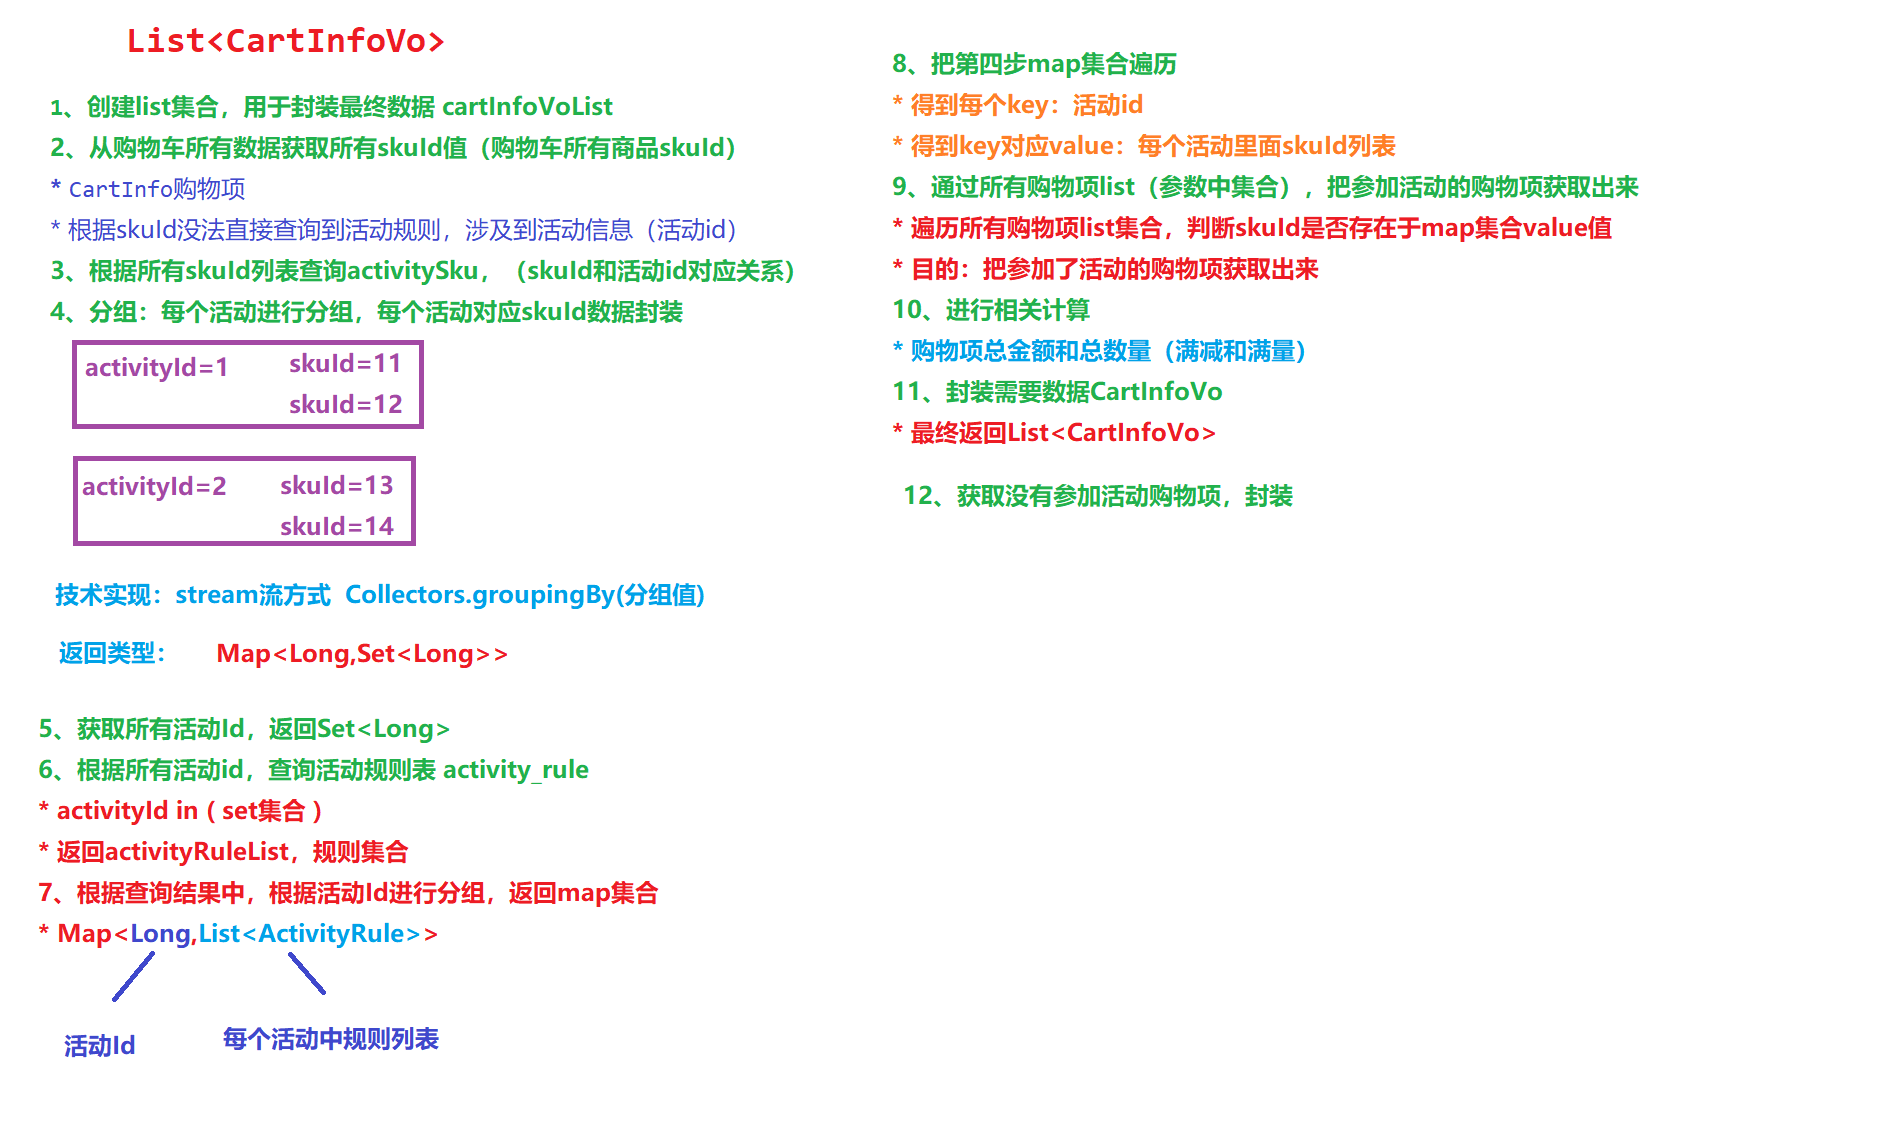 List<CartInfoVo>
1、创建list集合，用于封装最终数据 cartInfoVoList
2、从购物车所有数据获取所有skuId值（购物车所有商品skuId）
* CartInfo购物项
* 根据skuId没法直接查询到活动规则，涉及到活动信息（活动id）
3、根据所有skuId列表查询activitySku，（skuId和活动id对应关系）
4、分组：每个活动进行分组，每个活动对应skuId数据封装
activityId=1 skuId=11
skuId=12
activityId=2 skuId=13
skuId=14
技术实现：stream流方式 Collectors.groupingBy(分组值)
返回类型： Map<Long,Set<Long>>
5、获取所有活动Id，返回Set<Long>
6、根据所有活动id，查询活动规则表 activity_rule
* activityId in ( set集合 )
* 返回activityRuleList，规则集合
7、根据查询结果中，根据活动Id进行分组，返回map集合
* Map<Long,List<ActivityRule>>
活动Id 每个活动中规则列表
8、把第四步map集合遍历
* 得到每个key：活动id
* 得到key对应value：每个活动里面skuId列表
9、通过所有购物项list（参数中集合），把参加活动的购物项获取出来
* 遍历所有购物项list集合，判断skuId是否存在于map集合value值
* 目的：把参加了活动的购物项获取出来
10、进行相关计算
* 购物项总金额和总数量（满减和满量）
11、封装需要数据CartInfoVo
* 最终返回List<CartInfoVo>
12、获取没有参加活动购物项，封装